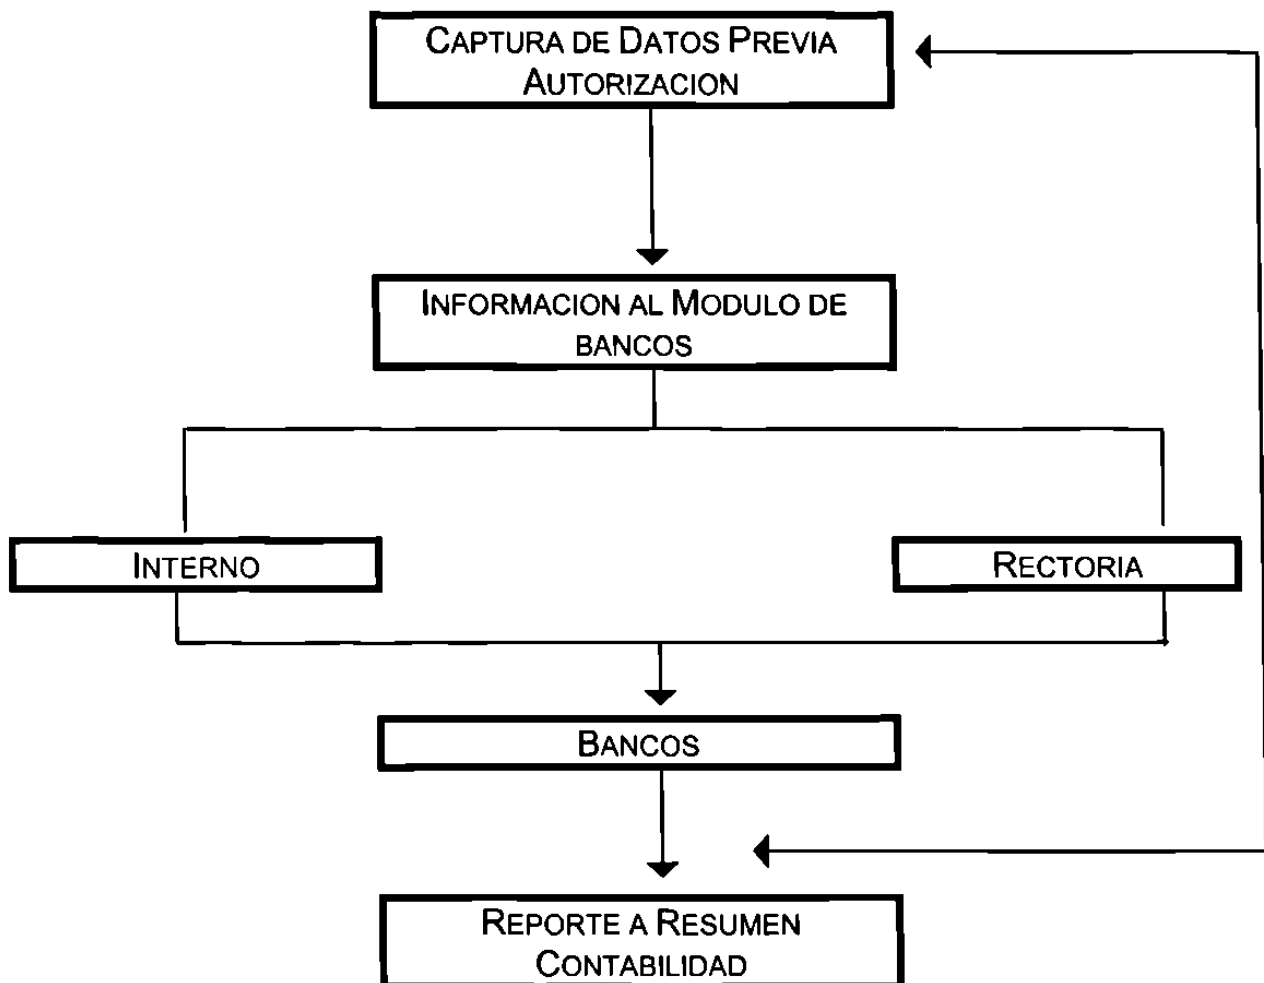 CAPTURA DE DATOS PREVIA
AUTORIZACION
INFORMACION AL MODULO DE
BANCOS
INTERNO
RECTORIA
BANCOS
REPORTE A RESUMEN
CONTABILIDAD